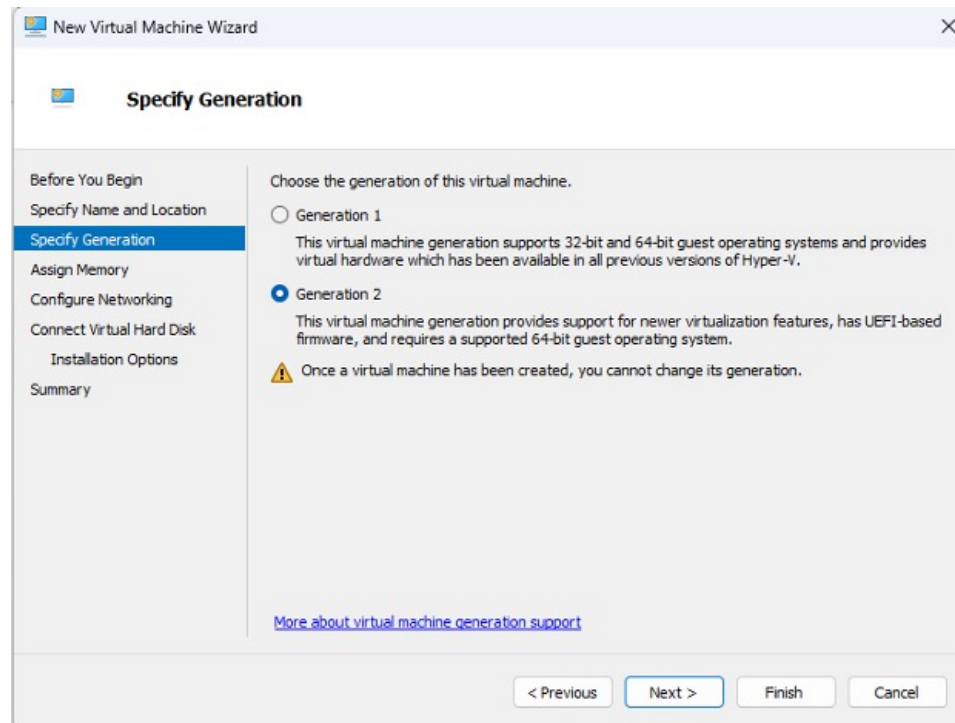 New Virtual Machine Wizard
Specify Generation
Before You Begin
Specify Name and Location
Specify Generation
Assign Memory
Configure Networking
Connect Virtual Hard Disk
Installation Options
Summary
Choose the generation of this virtual machine.
Generation 1
This virtual machine generation supports 32-bit and 64-bit guest operating systems and provides
virtual hardware which has been available in all previous versions of Hyper-V.
Generation 2
This virtual machine generation provides support for newer virtualization features, has UEFI-based
firmware, and requires a supported 64-bit guest operating system.
Once a virtual machine has been created, you cannot change its generation.
More about virtual machine generation support
< Previous
Next >
Finish
Cancel